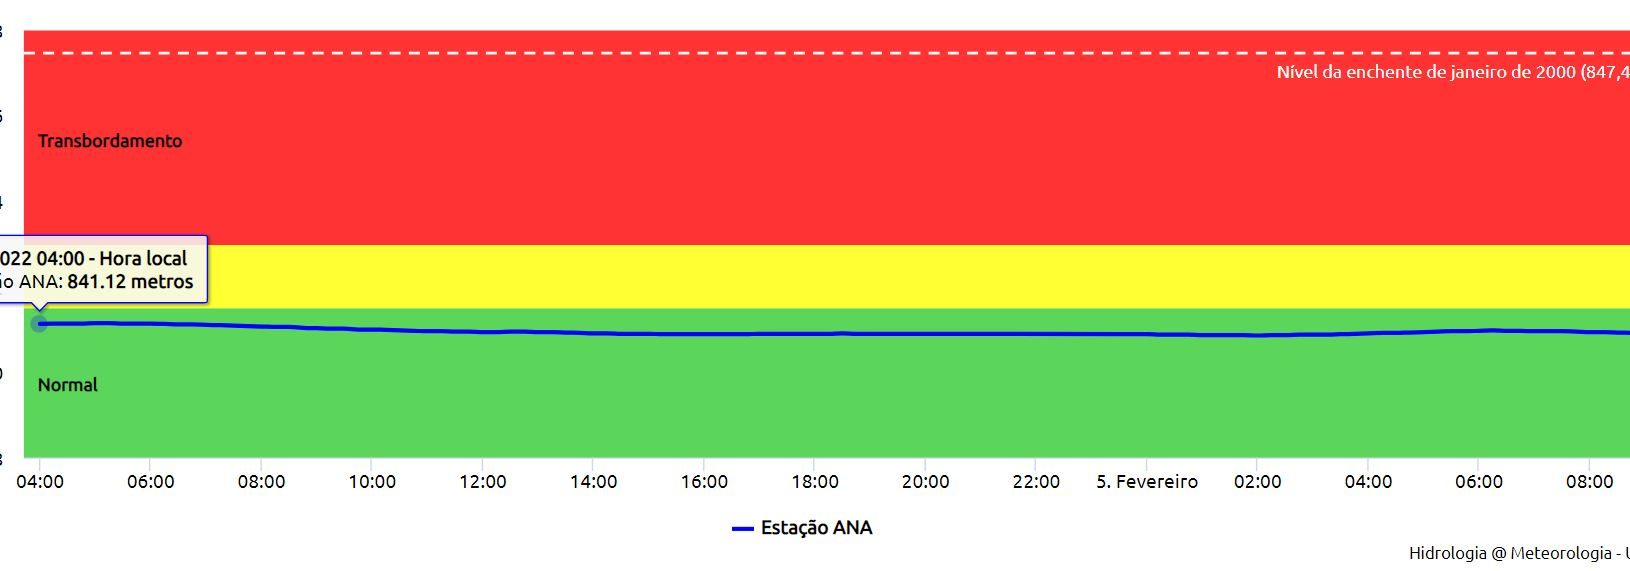 Nível da enchente de janeiro de 2000 (847,4
Transbordamento
022 04:00 - Hora local
o ANA: 841.12 metros
Normal
04:00 06:00 08:00 10:00 12:00 14:00 16:00 18:00 20:00 22:00 5. Fevereiro 02:00 04:00 06:00 08:00
Estação ANA
Hidrologia @ Meteorologia -